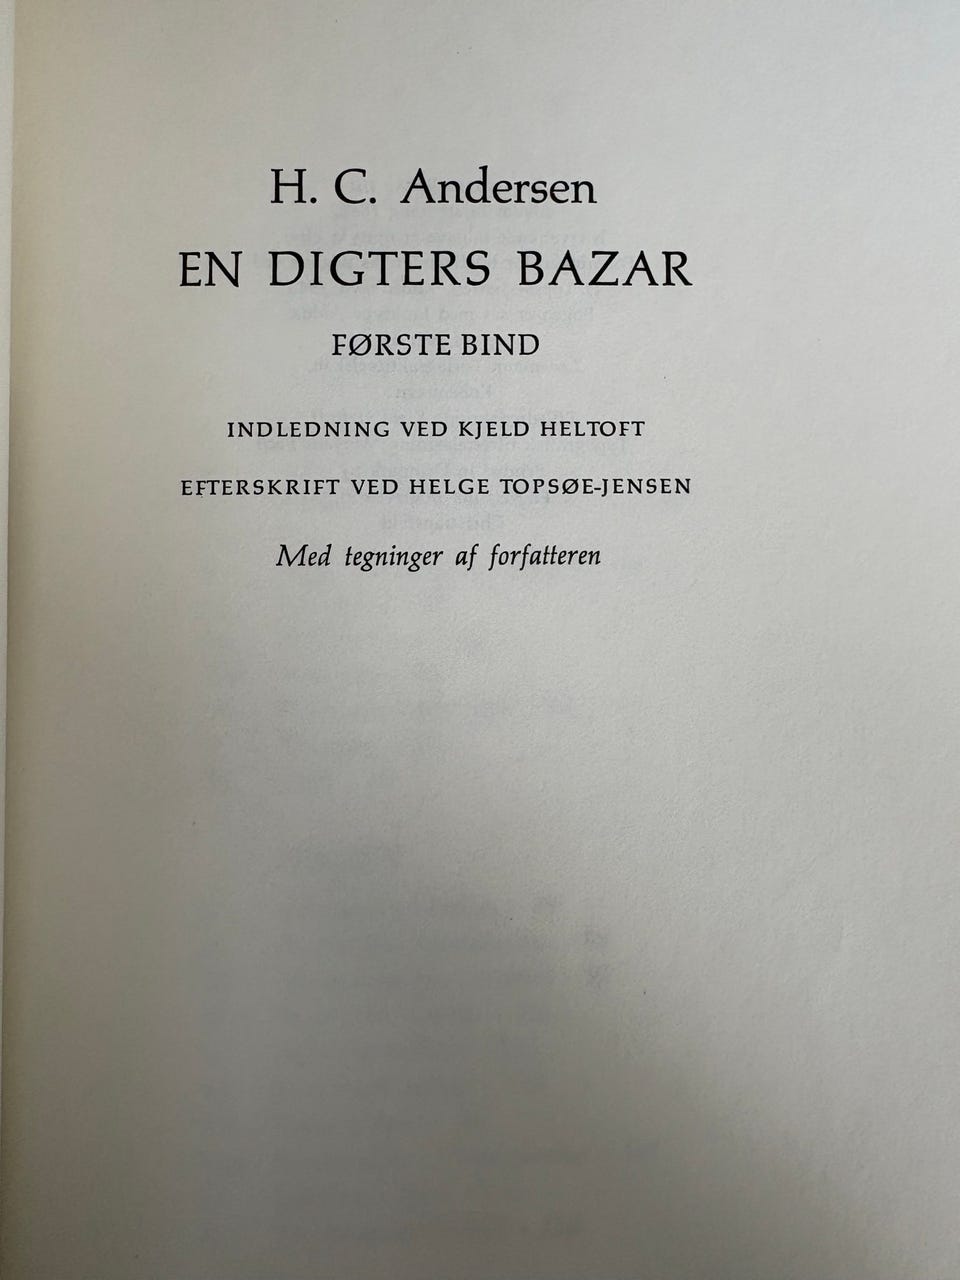 H. C. Andersen
EN DIGTERS BAZAR
FØRSTE BIND
INDLEDNING VED KJELD HELTOFT
EFTERSKRIFT VED HELGE TOPSØE-JENSEN
Med tegninger af forfatteren